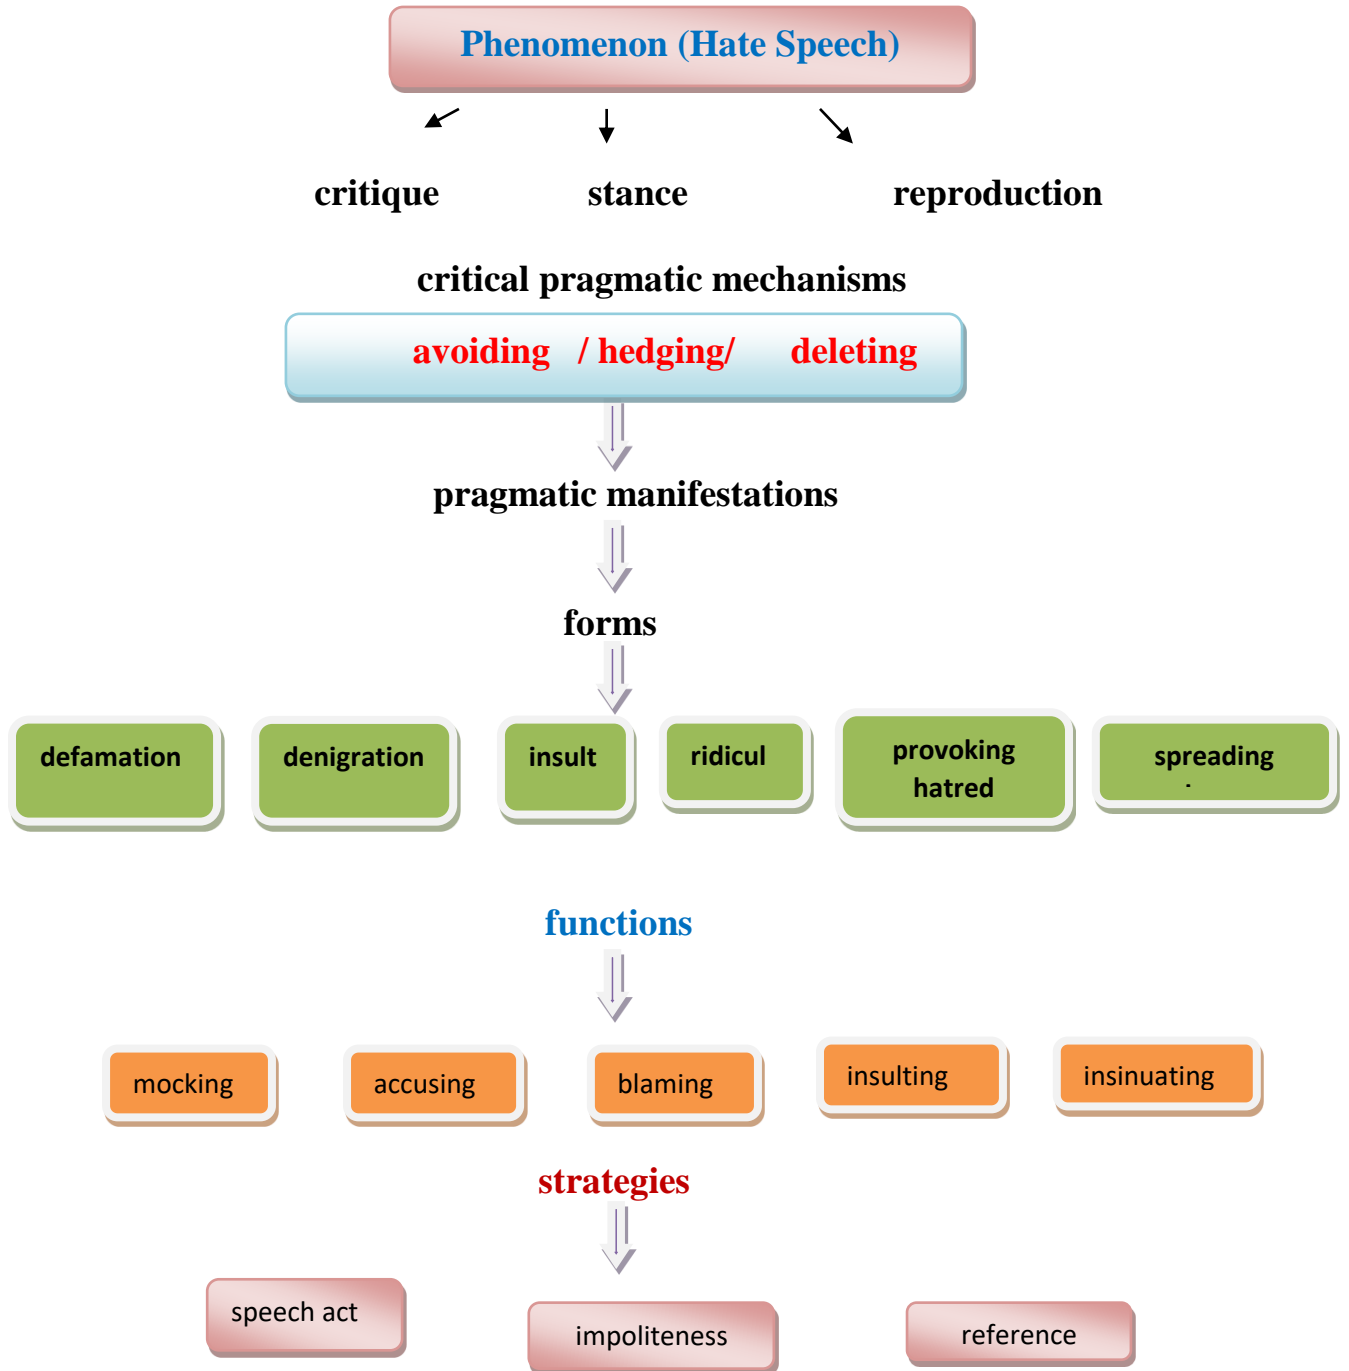 Phenomenon (Hate Speech)
critique stance reproduction
critical pragmatic mechanisms
avoiding / hedging/ deleting
pragmatic manifestations
forms
defamation denigration insult ridicul provoking spreading
hatred
functions
mocking accusing blaming insulting insinuating
strategies
speech act impoliteness reference